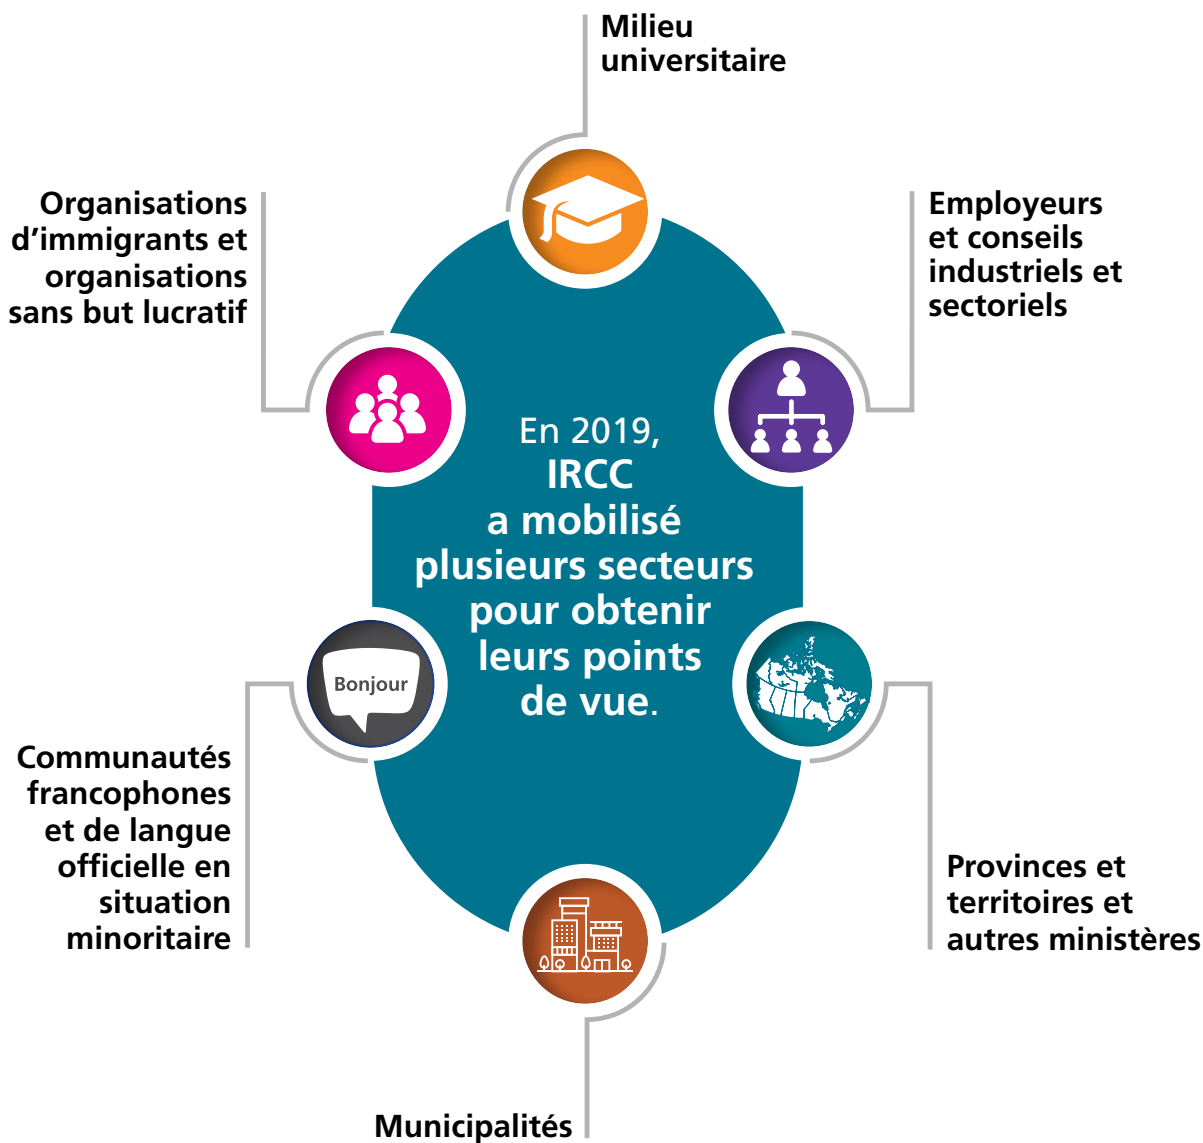 Milieu
universitaire
Organisations
d’immigrants et
organisations
sans but lucratif
Employeurs
et conseils
industriels et
sectoriels
En 2019,
IRCC
a mobilisé
plusieurs secteurs
pour obtenir
leurs points
de vue.
Bonjour
Communautés
francophones
et de langue
officielle en
situation
minoritaire
Provinces et
territoires et
autres ministères
Municipalités